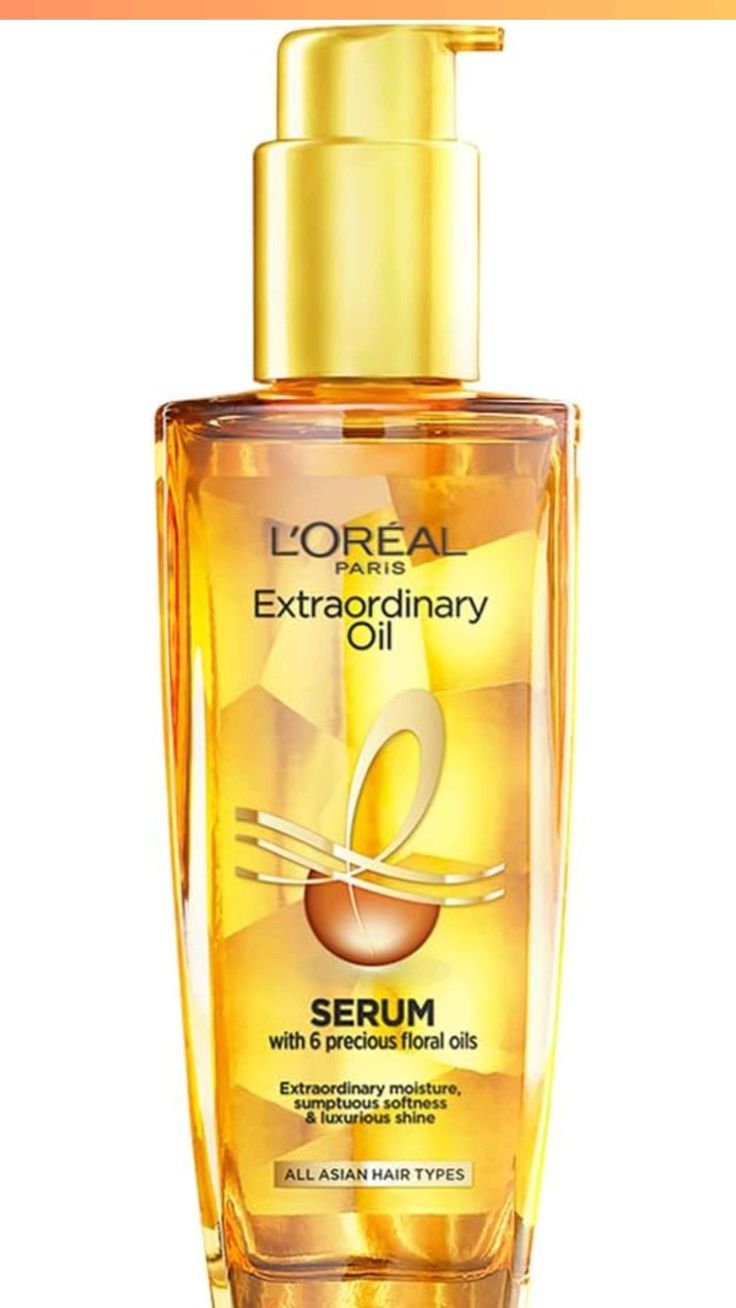 L'ORÉAL
PARiS
Extraordinary
Oil
SERUM
with 6 precious floral oils
Extraordinary moisture,
sumptuous softness
& luxurious shine
ALL ASIAN HAIR TYPES